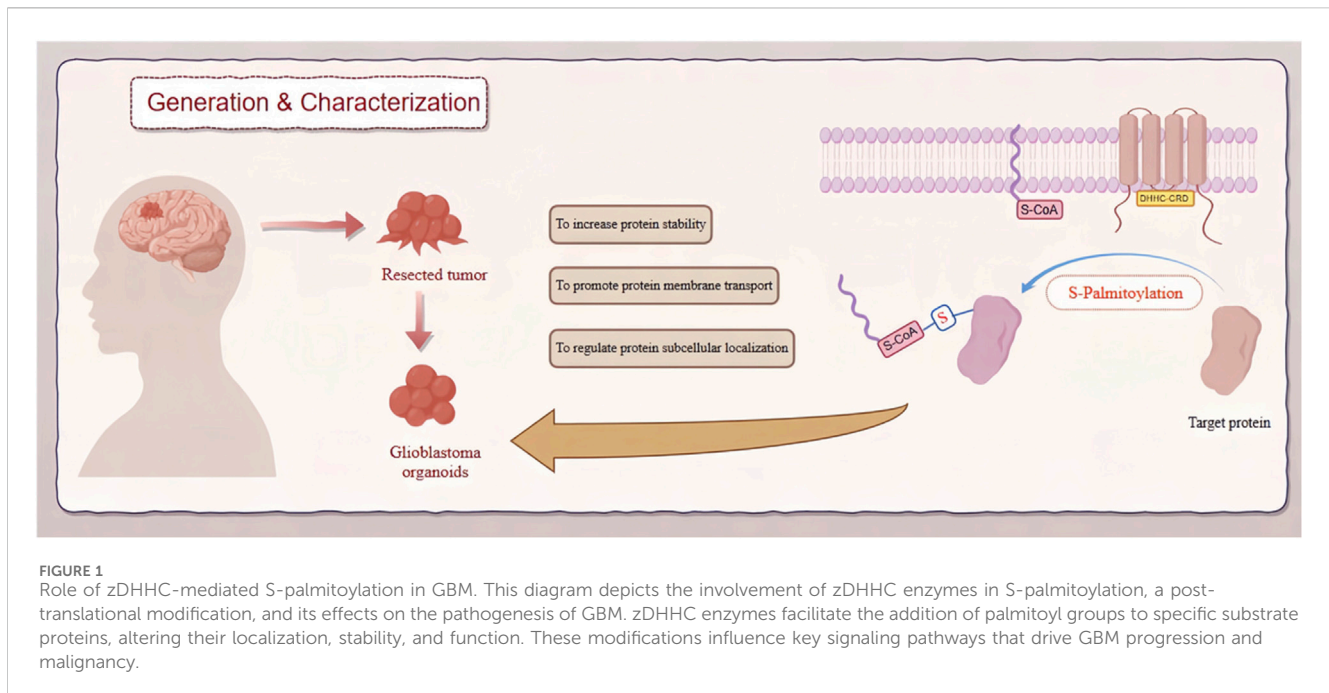 Generation & Characterization
Resected tumor
Glioblastoma
organoids
To increase protein stability
To promote protein membrane transport
To regulate protein subcellular localization
S-CoA
DHHC-CRD
S-CoA
S
S-Palmitoylation
Target protein
FIGURE 1
Role of zDHHC-mediated S-palmitoylation in GBM. This diagram depicts the involvement of zDHHC enzymes in S-palmitoylation, a post-
translational modification, and its effects on the pathogenesis of GBM. zDHHC enzymes facilitate the addition of palmitoyl groups to specific substrate
proteins, altering their localization, stability, and function. These modifications influence key signaling pathways that drive GBM progression and
malignancy.